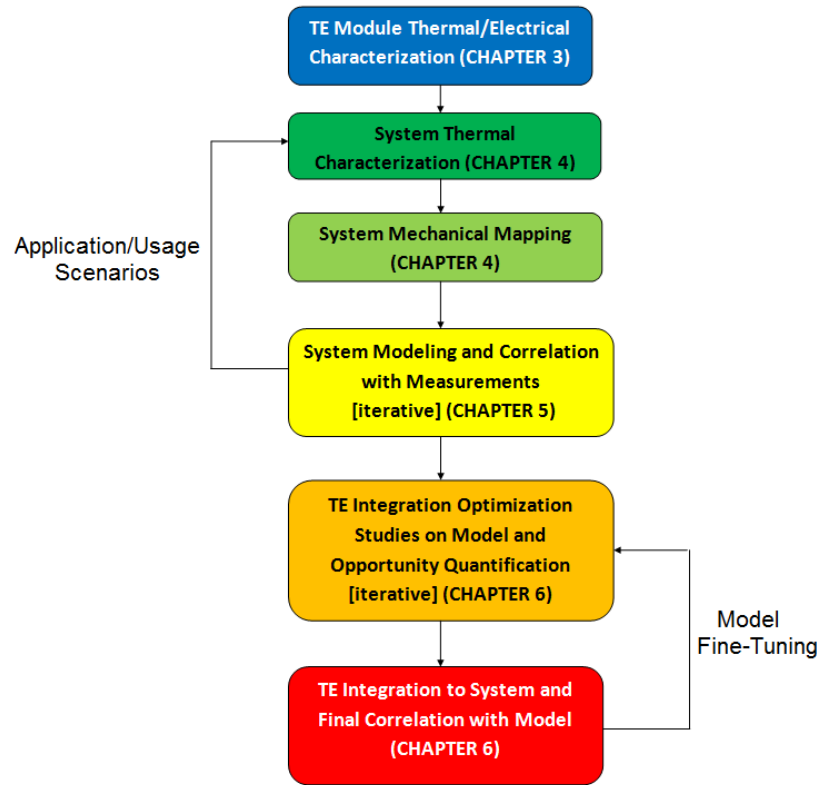 TE Module Thermal/Electrical
Characterization (CHAPTER 3)
System Thermal
Characterization (CHAPTER 4)
System Mechanical Mapping
(CHAPTER 4)
Application/Usage
Scenarios
System Modeling and Correlation
with Measurements
[iterative] (CHAPTER 5)
TE Integration Optimization
Studies on Model and
Opportunity Quantification
[iterative] (CHAPTER 6)
Model
Fine-Tuning
TE Integration to System and
Final Correlation with Model
(CHAPTER 6)